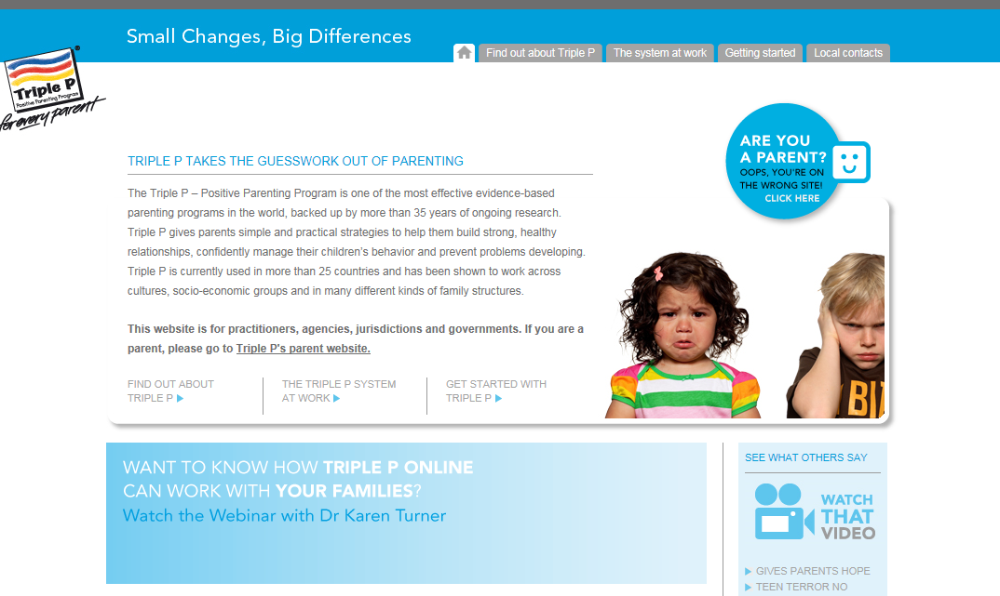 Small Changes, Big Differences
Find out about Triple P
The system at work
Getting started
Local contacts
Triple P
Positive Parenting Program
for every parent
ARE YOU
A PARENT?
OOPS, YOU'RE ON
THE WRONG SITE!
CLICK HERE
TRIPLE P TAKES THE GUESSWORK OUT OF PARENTING
The Triple P – Positive Parenting Program is one of the most effective evidence-based
parenting programs in the world, backed up by more than 35 years of ongoing research.
Triple P gives parents simple and practical strategies to help them build strong, healthy
relationships, confidently manage their children's behavior and prevent problems developing.
Triple P is currently used in more than 25 countries and has been shown to work across
cultures, socio-economic groups and in many different kinds of family structures.
This website is for practitioners, agencies, jurisdictions and governments. If you are a
parent, please go to Triple P's parent website.
FIND OUT ABOUT
TRIPLE P
THE TRIPLE P SYSTEM
AT WORK
GET STARTED WITH
TRIPLE P
BIT
WANT TO KNOW HOW TRIPLE P ONLINE
CAN WORK WITH YOUR FAMILIES?
Watch the Webinar with Dr Karen Turner
SEE WHAT OTHERS SAY
WATCH
THAT
VIDEO
GIVES PARENTS HOPE
TEEN TERROR NO